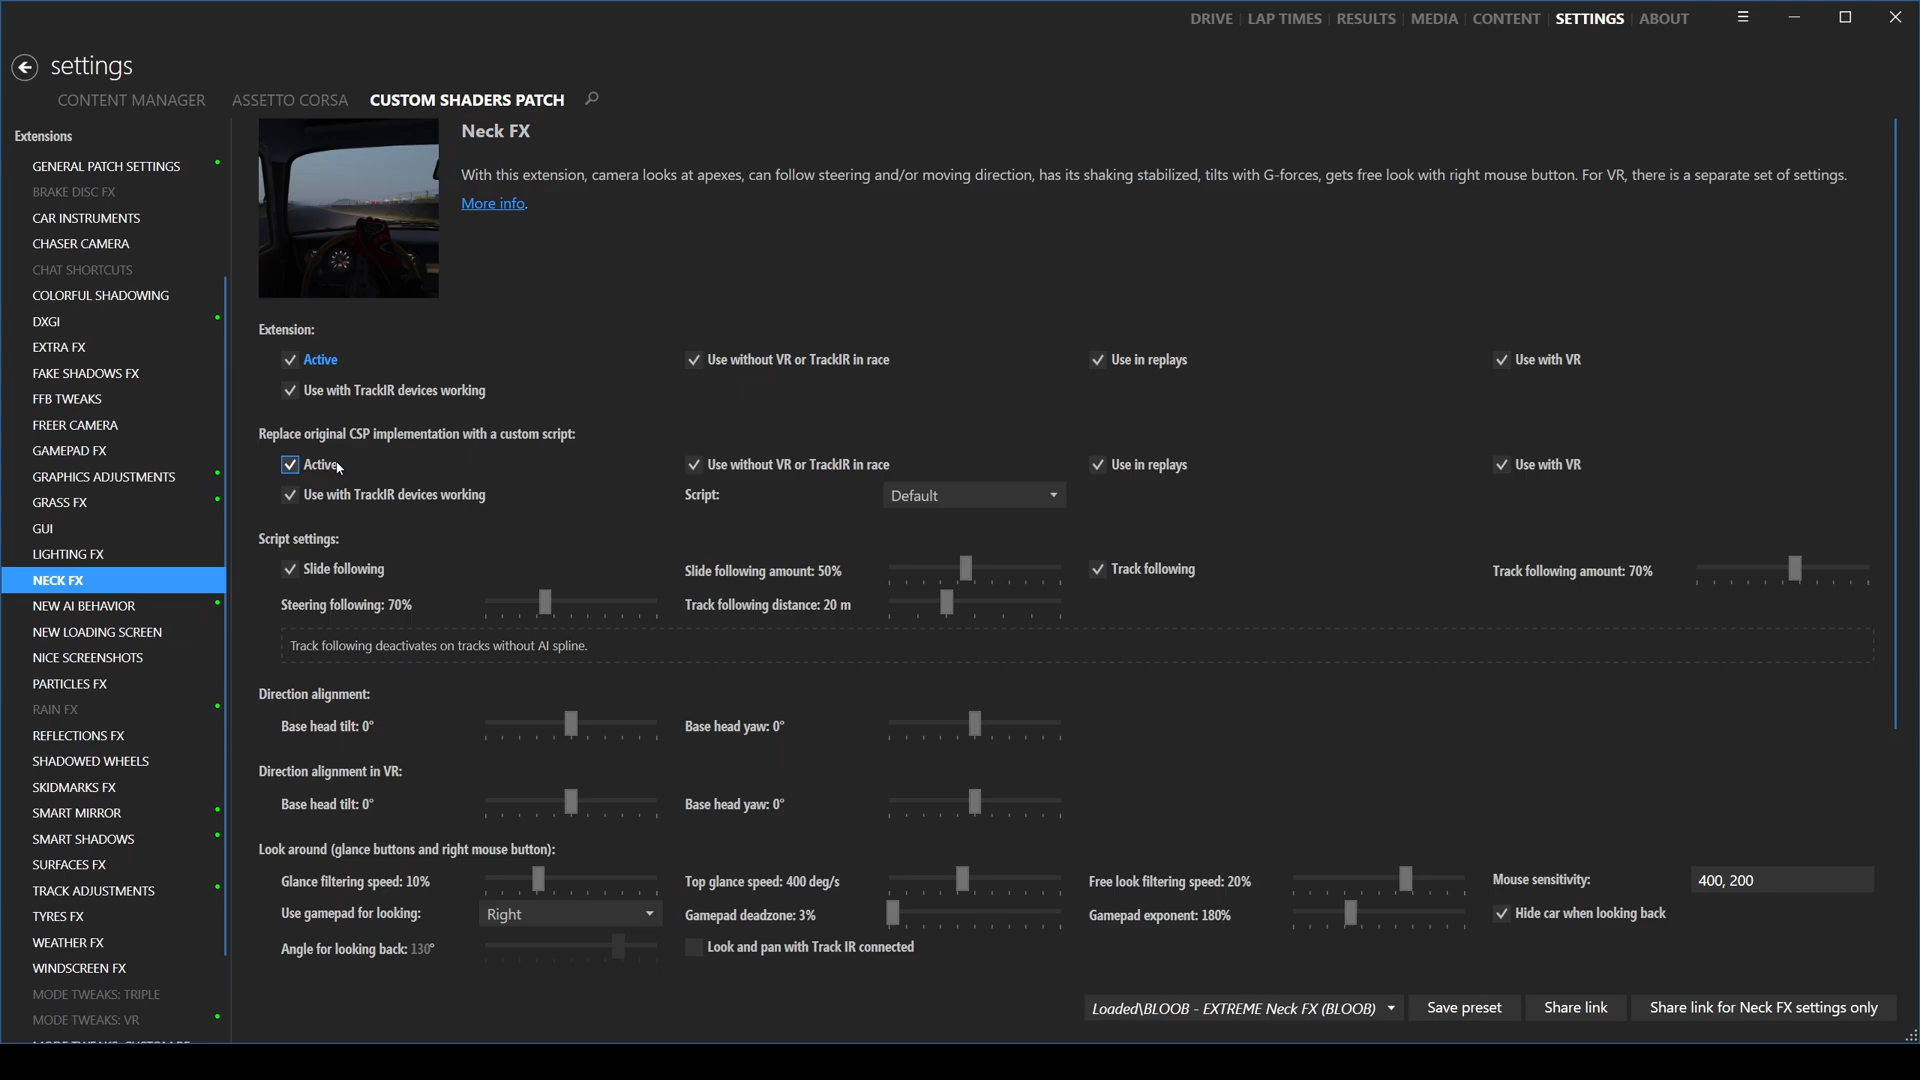 DRIVE LAP TIMES RESULTS MEDIA CONTENT SETTINGS ABOUT
settings
CONTENT MANAGER ASSETTO CORSA CUSTOM SHADERS PATCH
Extensions
GENERAL PATCH SETTINGS
BRAKE DISC FX
CAR INSTRUMENTS
CHASER CAMERA
CHAT SHORTCUTS
COLORFUL SHADOWING
DXGI
EXTRA FX
FAKE SHADOWS FX
FFB TWEAKS
FREER CAMERA
GAMEPAD FX
GRAPHICS ADJUSTMENTS
GRASS FX
GUI
LIGHTING FX
NECK FX
NEW AI BEHAVIOR
NEW LOADING SCREEN
NICE SCREENSHOTS
PARTICLES FX
RAIN FX
REFLECTIONS FX
SHADOWED WHEELS
SKIDMARKS FX
SMART MIRROR
SMART SHADOWS
SURFACES FX
TRACK ADJUSTMENTS
TYRES FX
WEATHER FX
WINDSCREEN FX
MODE TWEAKS: TRIPLE
MODE TWEAKS: VR
Neck FX
With this extension, camera looks at apexes, can follow steering and/or moving direction, has its shaking stabilized, tilts with G-forces, gets free look with right mouse button. For VR, there is a separate set of settings.
More info.
Extension:
Active Use without VR or TrackIR in race Use in replays Use with VR
Use with TrackIR devices working
Replace original CSP implementation with a custom script:
Active Use without VR or TrackIR in race Use in replays Use with VR
Use with TrackIR devices working Script: Default
Script settings:
Slide following Slide following amount: 50% Track following Track following amount: 70%
Steering following: 70% Track following distance: 20 m
Track following deactivates on tracks without AI spline.
Direction alignment:
Base head tilt: 0° Base head yaw: 0°
Direction alignment in VR:
Base head tilt: 0° Base head yaw: 0°
Look around (glance buttons and right mouse button):
Glance filtering speed: 10% Top glance speed: 400 deg/s Free look filtering speed: 20% Mouse sensitivity: 400, 200
Use gamepad for looking: Right Gamepad deadzone: 3% Gamepad exponent: 180% Hide car when looking back
Angle for looking back: 130° Look and pan with Track IR connected
Loaded\BLOOB - EXTREME Neck FX (BLOOB) Save preset Share link Share link for Neck FX settings only